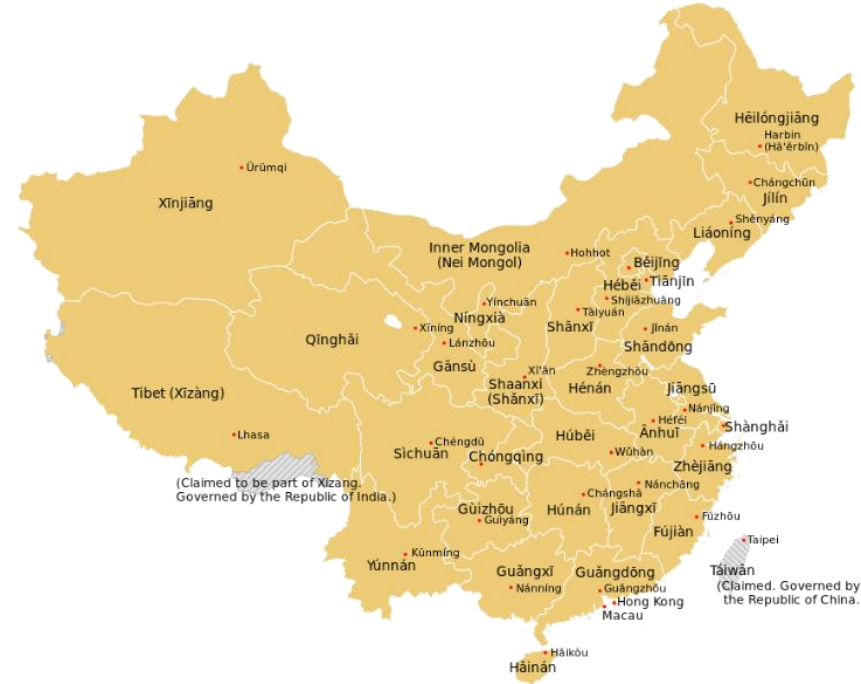 Hēilóngjiāng
Harbin
(Hā'ěrbīn)
Chángchūn
Jílín
Shěnyáng
Liáoníng
Ürümqi
Xīnjiāng
Inner Mongolia
(Nei Mongol)
Hohhot
Běijīng
Tiānjīn
Héběi
Shíjiāzhuāng
Yínchuān
Níngxià
Tàiyuán
Shānxī
Jǐnán
Shāndōng
Xīníng
Qīnghǎi
Lánzhōu
Gānsù
Xī'ān
Shaanxi
(Shǎnxī)
Zhèngzhōu
Hénán
Jiāngsū
Tibet (Xīzàng)
Nánjīng
Héféi
Ānhuī
Shànghǎi
Lhasa
Chéngdū
Sìchuān
Chóngqìng
Húběi
Wǔhàn
Hángzhōu
Zhèjiāng
(Claimed to be part of Xizang.
Governed by the Republic of India.)
Chángshā
Húnán
Nánchāng
Jiāngxī
Gùizhōu
Guìyáng
Fúzhōu
Fújiàn
Kūnmíng
Yúnnán
Taipei
Táiwān
(Claimed. Governed by
the Republic of China.
Guǎngxī
Nánníng
Guǎngdōng
Guǎngzhōu
Hong Kong
Macau
Hǎikǒu
Hǎinán